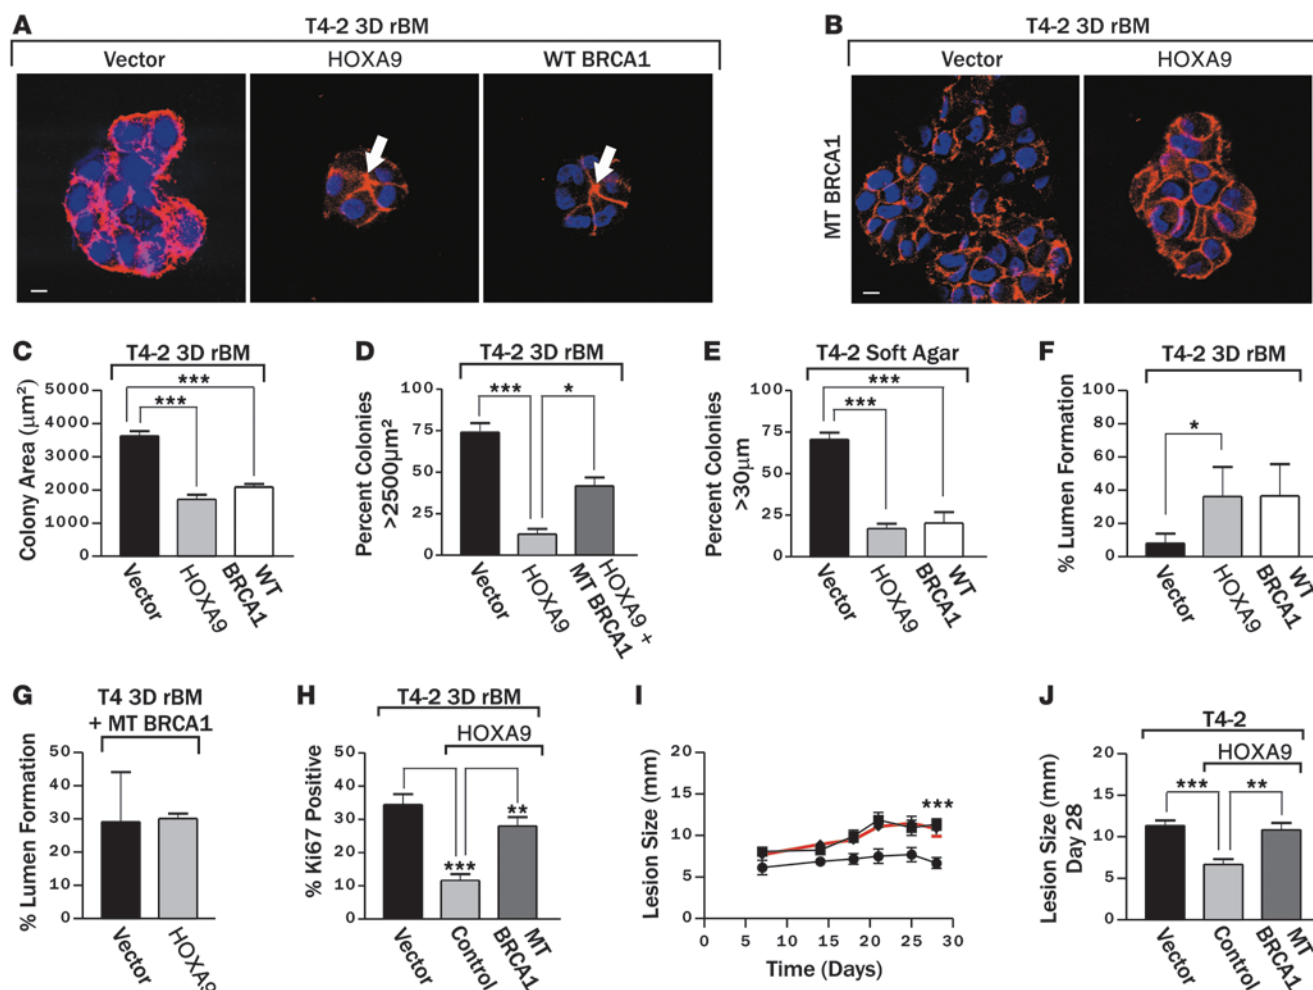 A
T4-2 3D rBM
Vector
HOXA9
WT BRCA1
B
T4-2 3D rBM
Vector
HOXA9
MT BRCA1
C
T4-2 3D rBM
Colony Area (μm²)
5000
4000
3000
2000
1000
0
***
***
Vector
HOXA9
WT
BRCA1
D
T4-2 3D rBM
Percent Colonies
>2500μm²
100
75
50
25
0
***
*
Vector
HOXA9
HOXA9 +
MT BRCA1
E
T4-2 Soft Agar
Percent Colonies
>30μm
100
75
50
25
0
***
***
Vector
HOXA9
WT
BRCA1
F
T4-2 3D rBM
% Lumen Formation
100
80
60
40
20
0
*
Vector
HOXA9
WT
BRCA1
G
T4 3D rBM
+ MT BRCA1
% Lumen Formation
50
40
30
20
10
0
Vector
HOXA9
H
T4-2 3D rBM
HOXA9
% Ki67 Positive
50
40
30
20
10
0
***
**
Vector
Control
MT
BRCA1
I
Lesion Size (mm)
20
15
10
5
0
***
0 5 10 15 20 25 30
Time (Days)
J
T4-2
HOXA9
Lesion Size (mm)
Day 28
20
15
10
5
0
***
**
Vector
Control
MT
BRCA1